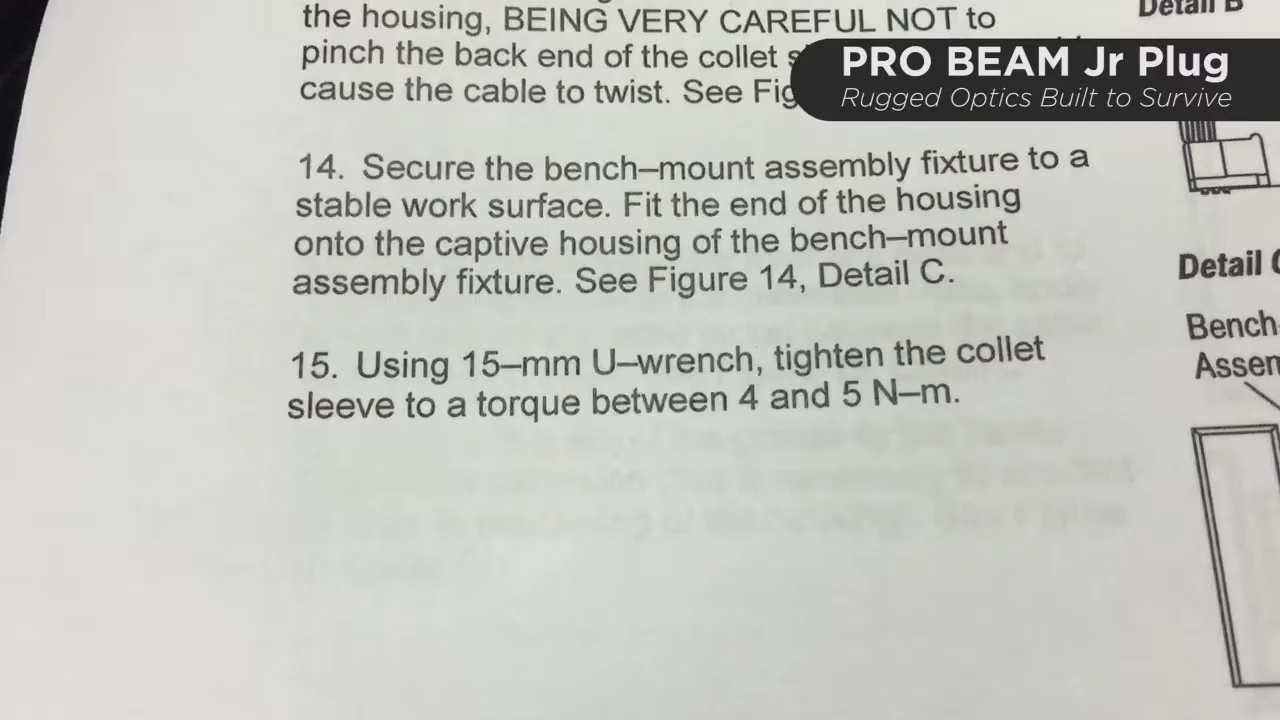 the housing, BEING VERY CAREFUL NOT to
pinch the back end of the collet
cause the cable to twist. See
14. Secure the bench–mount assembly fixture to a
stable work surface. Fit the end of the housing
onto the captive housing of the bench–mount
assembly fixture. See Figure 14, Detail C.
15. Using 15–mm U–wrench, tighten the collet
sleeve to a torque between 4 and 5 N–m.
PRO BEAM Jr Plug
Rugged Optics Built to Survive
Detail B
Detail
Bench